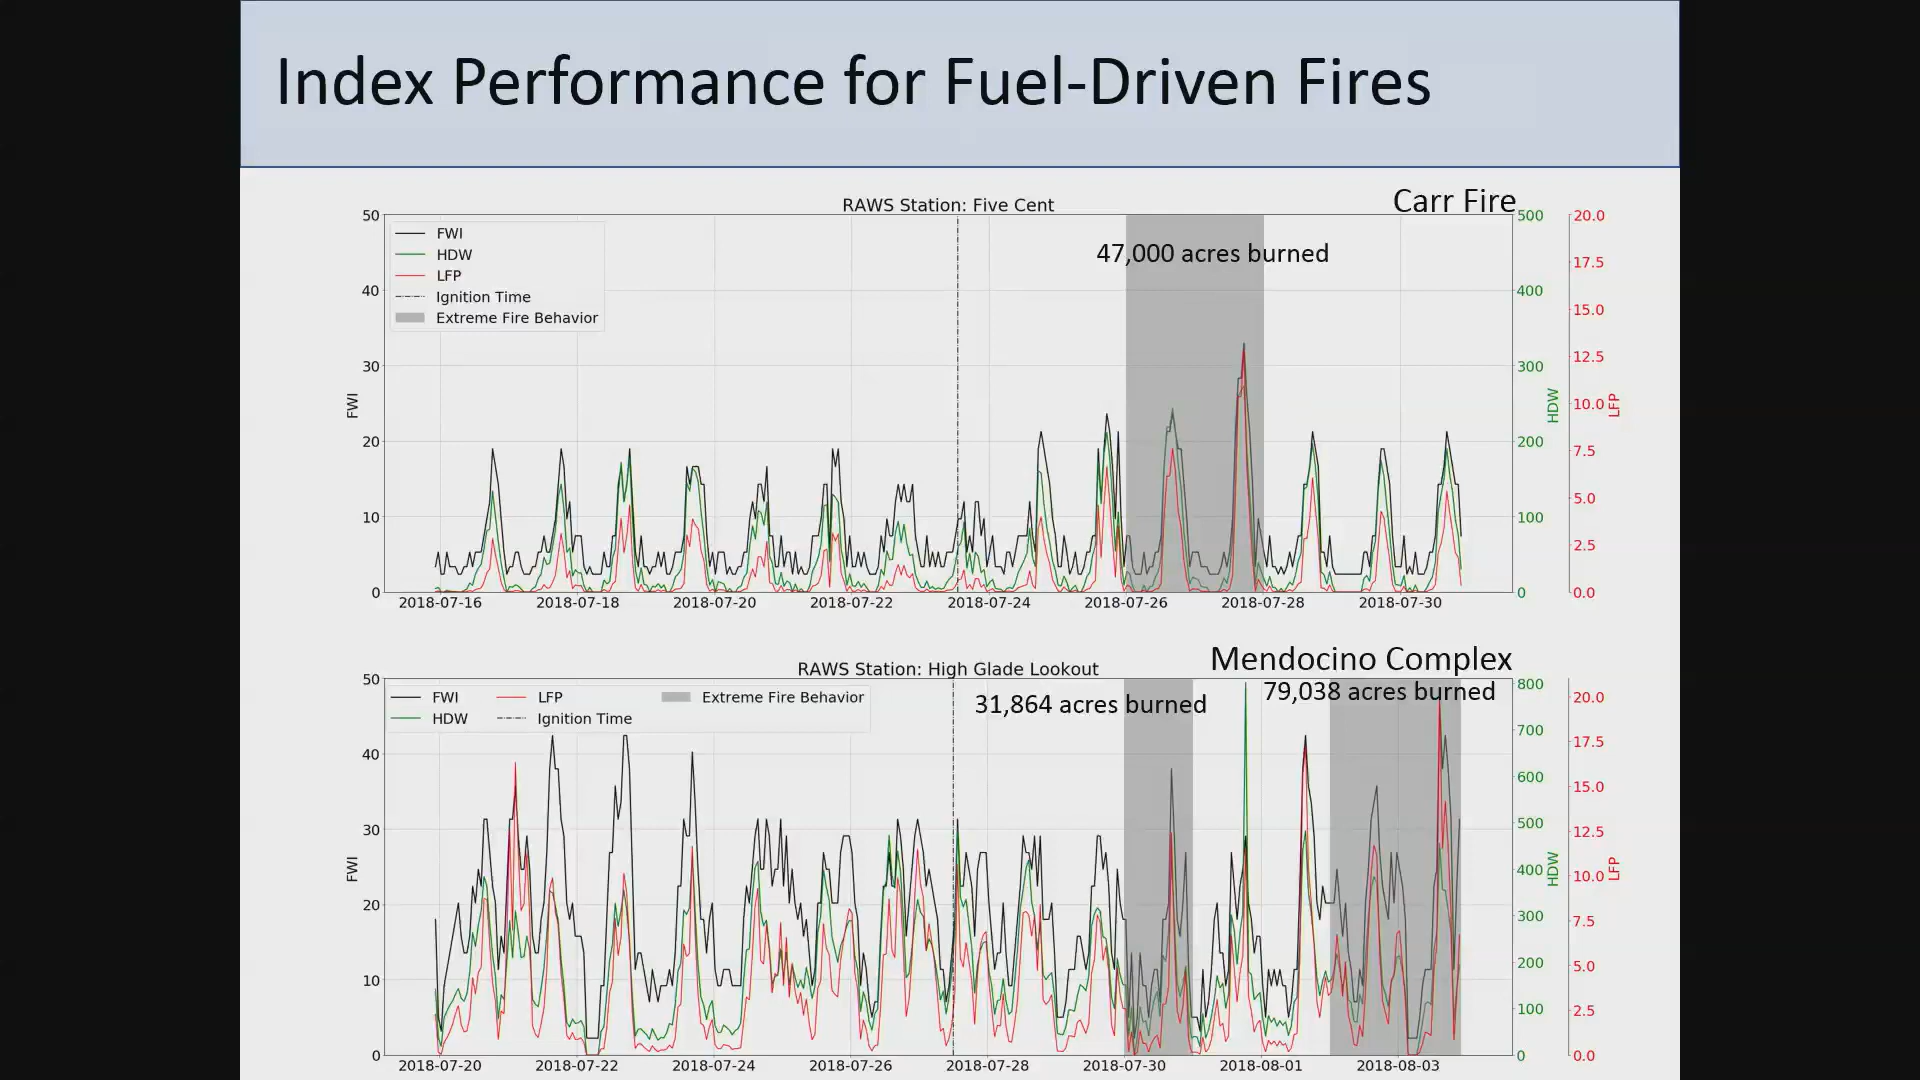 Index Performance for Fuel-Driven Fires
Carr Fire
RAWS Station: Five Cent
47,000 acres burned
FWI
HDW
LFP
Ignition Time
Extreme Fire Behavior
50
40
30
20
10
0
FWI
500
400
300
200
100
0
HDW
20.0
17.5
15.0
12.5
10.0
7.5
5.0
2.5
0.0
LFP
2018-07-16 2018-07-18 2018-07-20 2018-07-22 2018-07-24 2018-07-26 2018-07-28 2018-07-30
Mendocino Complex
RAWS Station: High Glade Lookout
31,864 acres burned
79,038 acres burned
FWI LFP Extreme Fire Behavior
HDW Ignition Time
50
40
30
20
10
0
FWI
800
700
600
500
400
300
200
100
0
HDW
20.0
17.5
15.0
12.5
10.0
7.5
5.0
2.5
0.0
LFP
2018-07-20 2018-07-22 2018-07-24 2018-07-26 2018-07-28 2018-07-30 2018-08-01 2018-08-03